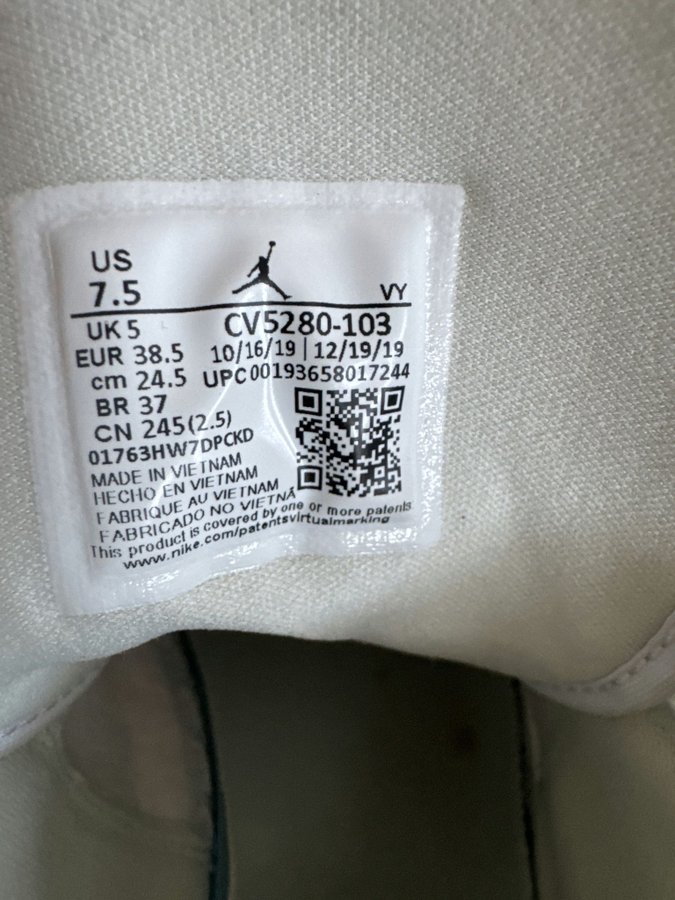 US
7.5
VY
UK 5
CV5280-103
EUR 38.5
10/16/19 | 12/19/19
cm 24.5
UPC 00193658017244
BR 37
CN 245(2.5)
01763HW7DPCKD
MADE IN VIETNAM
HECHO EN VIETNAM
FABRIQUE AU VIETNAM
FABRICADO NO VIETNÃ
This product is covered by one or more patents
www.nike.com/patentsvirtualmarking